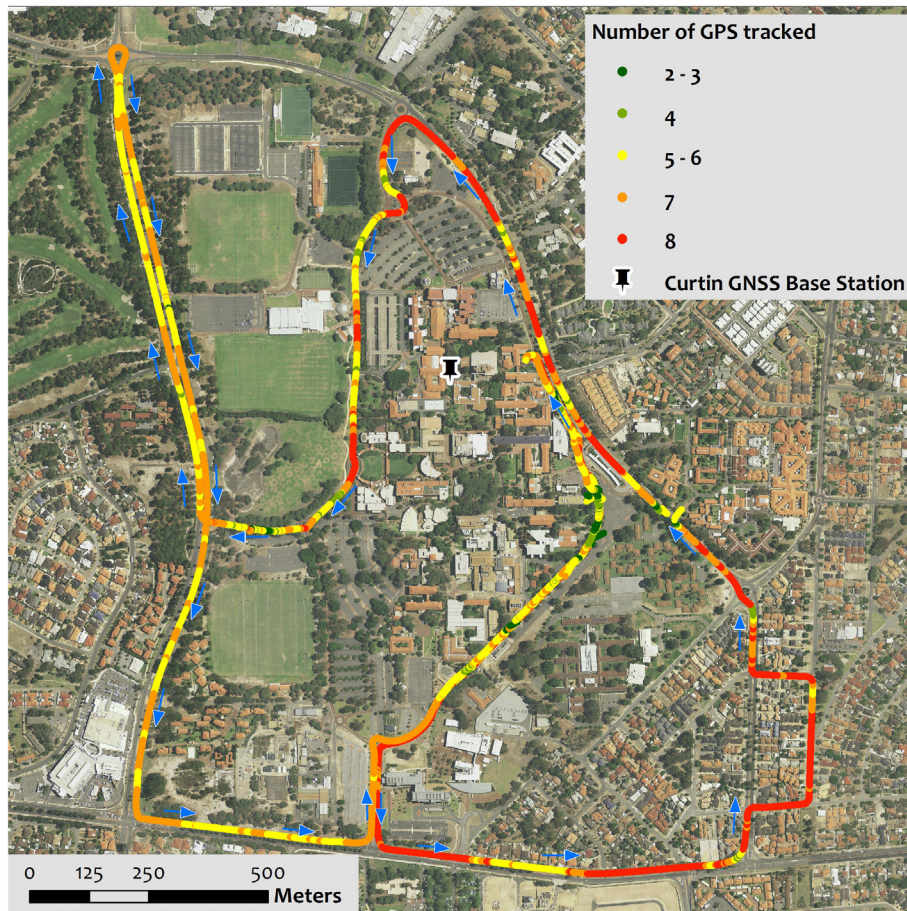 Number of GPS tracked
2 - 3
4
5 - 6
7
8
Curtin GNSS Base Station
0 125 250 500
Meters